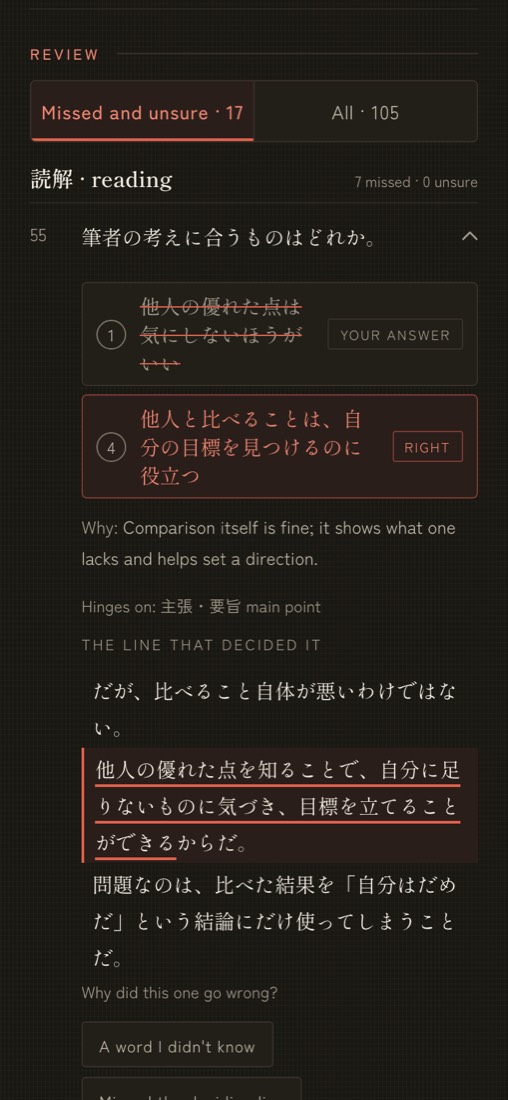 REVIEW
Missed and unsure · 17
All · 105
読解 · reading
7 missed · 0 unsure
55
筆者の考えに合うものはどれか。
1
他人の優れた点は
気にしないほうが
いい
YOUR ANSWER
4
他人と比べることは、自
分の目標を見つけるのに
役立つ
RIGHT
Why: Comparison itself is fine; it shows what one
lacks and helps set a direction.
Hinges on: 主張・要旨 main point
THE LINE THAT DECIDED IT
だが、比べること自体が悪いわけではな
い。
他人の優れた点を知ることで、自分に足
りないものに気づき、目標を立てること
ができるからだ。
問題なのは、比べた結果を「自分はだめ
だ」という結論にだけ使ってしまうこと
だ。
Why did this one go wrong?
A word I didn't know